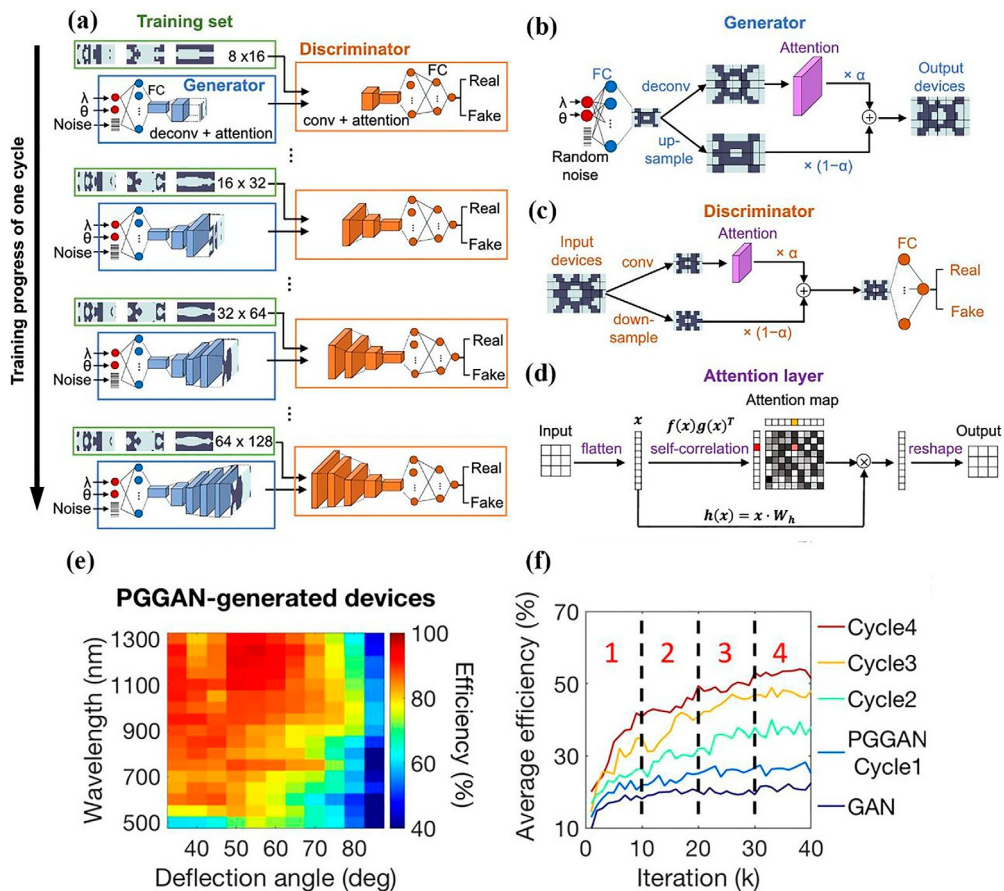 (a)
Training set
Training progress of one cycle
8 x16
Discriminator
Generator
FC
FC
λ
θ
Noise
deconv + attention
conv + attention
Real
Fake
...
16 x 32
λ
θ
Noise
Real
Fake
...
32 x 64
λ
θ
Noise
Real
Fake
...
64 x 128
λ
θ
Noise
Real
Fake
(b)
Generator
Attention
FC
deconv
× α
Output
devices
λ
θ
up-
sample
Random
noise
× (1−α)
(c)
Discriminator
Input
devices
Attention
FC
conv
× α
Real
Fake
down-
sample
× (1−α)
(d)
Attention layer
Attention map
Input
x
f(x)g(x)ᵀ
Output
flatten
self-correlation
reshape
h(x) = x · Wₕ
(e)
PGGAN-generated devices
Wavelength (nm)
1300
1100
900
700
500
40 50 60 70 80
Deflection angle (deg)
100
80
60
40
Efficiency (%)
(f)
Average efficiency (%)
70
50
30
10
1 2 3 4
0 10 20 30 40
Iteration (k)
Cycle4
Cycle3
Cycle2
PGGAN
Cycle1
GAN